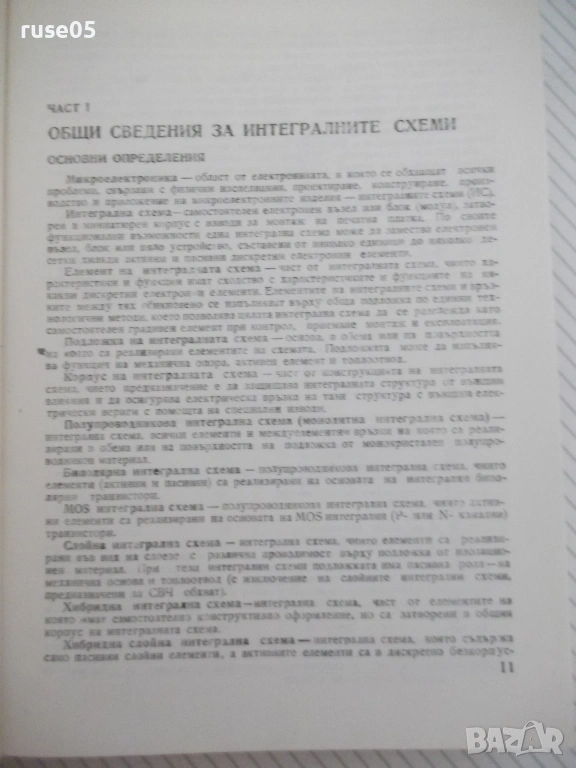 ruse05
ЧАСТ I
ОБЩИ СВЕДЕНИЯ ЗА ИНТЕГРАЛНИТЕ СХЕМИ
ОСНОВНИ ОПРЕДЕЛЕНИЯ
Микроелектроника — област от електрониката, в която се обхващат всички
проблеми, свързани с физични изследвания, проектиране, конструиране, произ-
водство и приложение на микроелектронните изделия — интегралните схеми (ИС).
Интегрална схема — самостоятелен електронен възел или блок (модул), затво-
рен в миниатюрен корпус с изводи за монтаж на печатна платка. По своите
функционални възможности една интегрална схема може да замества електронен
възел, блок или цяло устройство, съставени от няколко единици до няколко де-
сетки хиляди активни и пасивни дискретни електронни елементи.
Елемент на интегралната схема — част от интегралната схема, чиито ха-
рактеристики и функции имат сходство с характеристиките и функциите на ня-
какви дискретни електронни елементи. Елементите на интегралните схеми и връз-
ките между тях обикновено се изпълняват върху обща подложка по единни тех-
нологични методи, което позволява цялата интегрална схема да се разглежда като
самостоятелен градивен елемент при контрол, приемане монтаж и експлоатация.
Подложка на интегралната схема — основа, в обема или на повърхността
на която са реализирани елементите на схемата. Подложката може да изпълня-
ва функции на механична опора, активен елемент и топлоотвод.
Корпус на интегралната схема — част от конструкцията на интегралната
схема, чието предназначение е да защищава интегралната структура от външни
влияния и да осигурява електрическа връзка на тази структура с външни елек-
трически вериги с помощта на специални изводи.
Полупроводникова интегрална схема (монолитна интегрална схема) —
интегрална схема, всички елементи и междуелементни връзки на която са реали-
зирани в обема или на повърхността на подложка от монокристален полупро-
водников материал.
Биполярна интегрална схема — полупроводникова интегрална схема, чиито
елементи (активни и пасивни) са реализирани на основата на интегрални бипо-
лярни транзистори.
MOS интегрална схема — полупроводникова интегрална схема, чиито актив-
ни елементи са реализирани на основата на MOS интегрални (P- или N- канални)
транзистори.
Слойна интегрална схема — интегрална схема, чиито елементи са реализи-
рани във вид на слоеве с различна проводимост върху подложка от изолацио-
нен материал. При тези интегрални схеми подложката има пасивна роля — на
механична основа и топлоотвод (с изключение на слойните интегрални схеми,
предназначени за СВЧ обхват).
Хибридна интегрална схема — интегрална схема, част от елементите на
която имат самостоятелно конструктивно оформление, но са затворени в общия
корпус на интегралната схема.
Хибридна слойна интегрална схема — интегрална схема, която съдържа
само пасивни слойни елементи, а активните елементи са в дискретно безкорпус-
11
BAZAR